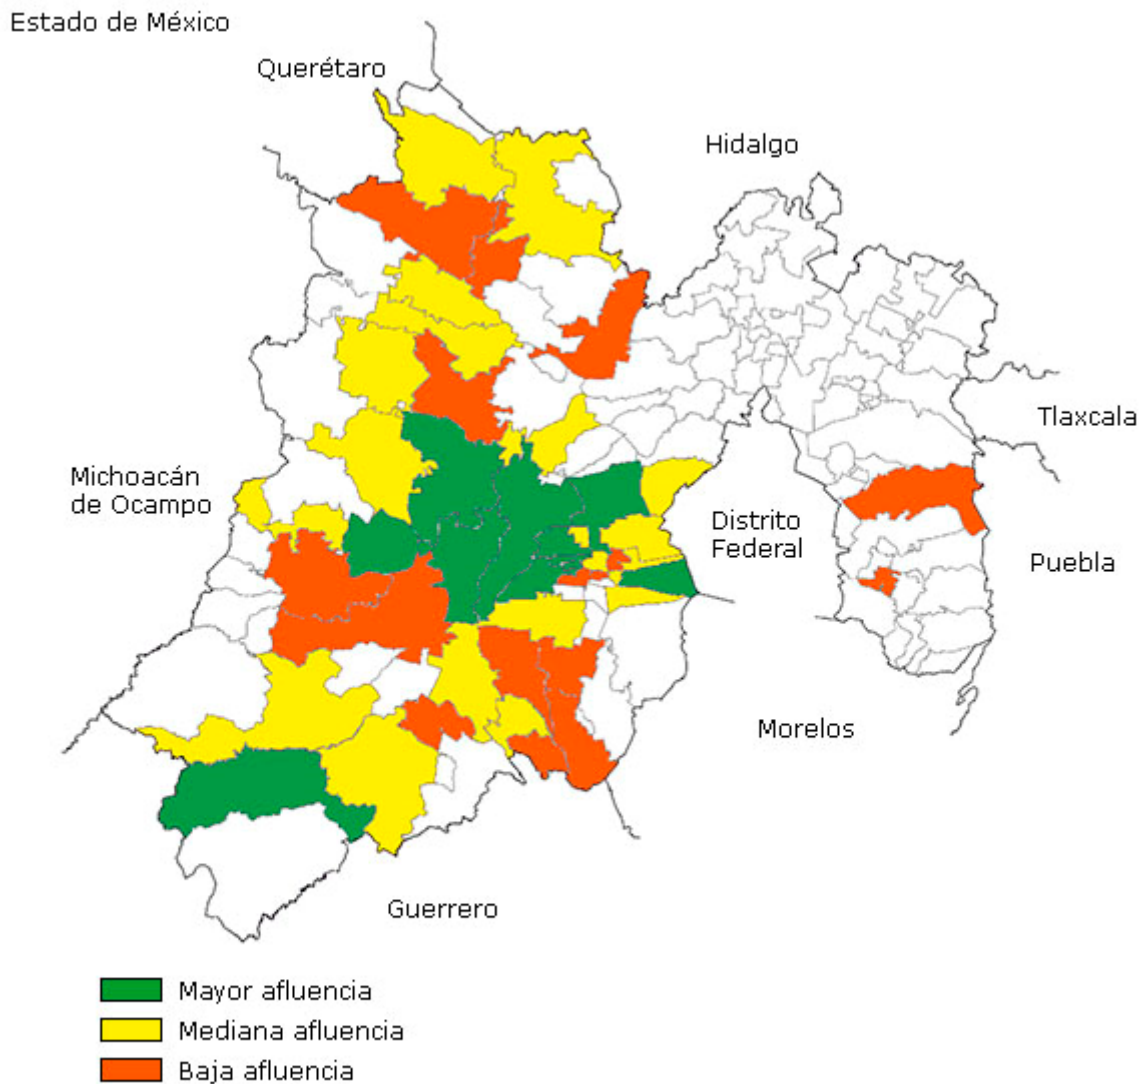 Estado de México
Querétaro
Hidalgo
Tlaxcala
Michoacán
de Ocampo
Distrito
Federal
Puebla
Morelos
Guerrero
Mayor afluencia
Mediana afluencia
Baja afluencia